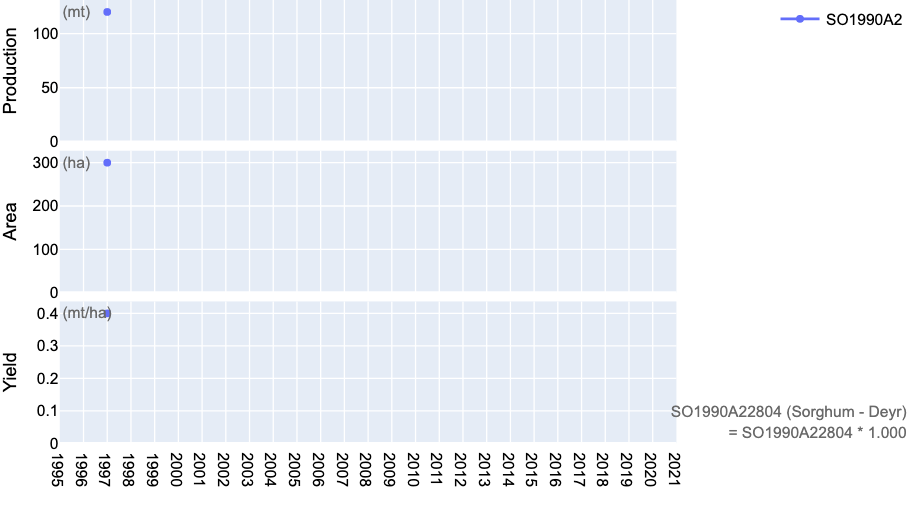 (mt)
SO1990A2
Production
100
50
0
300 (ha)
Area
200
100
0
0.4 (mt/ha)
Yield
0.3
0.2
0.1
0
SO1990A22804 (Sorghum - Deyr)
= SO1990A22804 * 1.000
1995 1996 1997 1998 1999 2000 2001 2002 2003 2004 2005 2006 2007 2008 2009 2010 2011 2012 2013 2014 2015 2016 2017 2018 2019 2020 2021